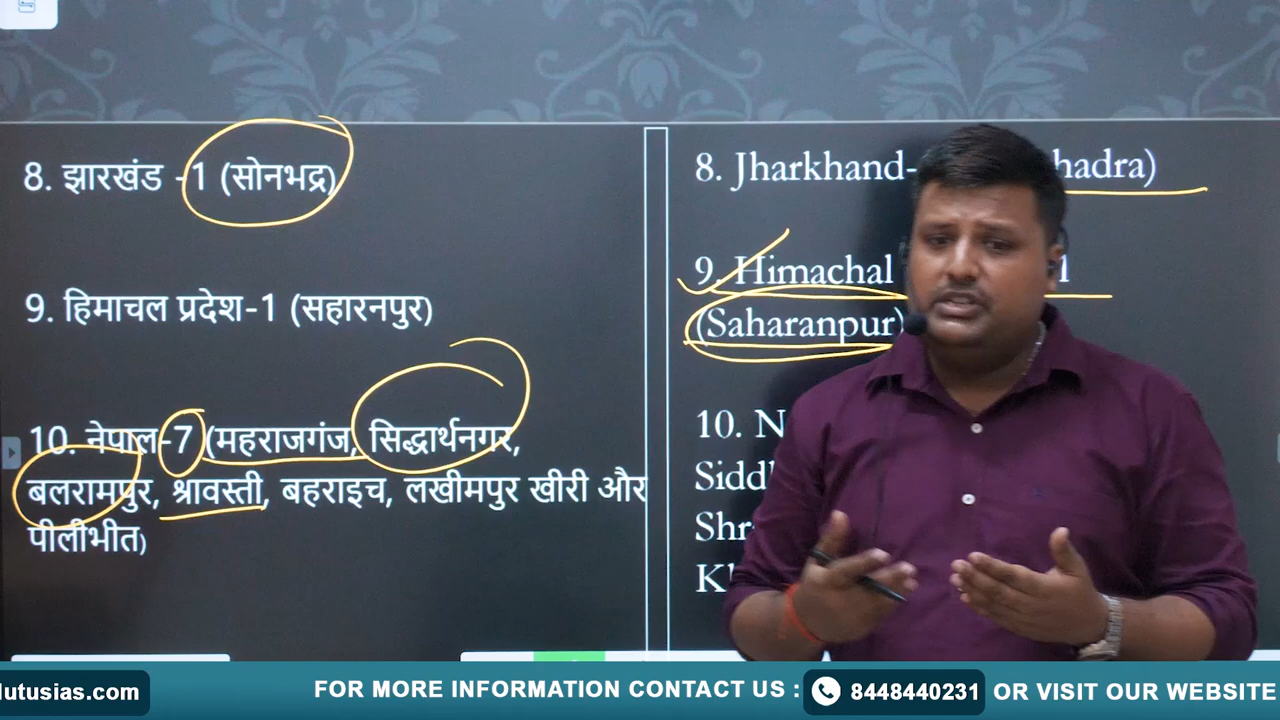 8. झारखंड -1 (सोनभद्र)
9. हिमाचल प्रदेश-1 (सहारनपुर)
10. नेपाल-7 (महराजगंज, सिद्धार्थनगर,
बलरामपुर, श्रावस्ती, बहराइच, लखीमपुर खीरी और
पीलीभीत)
8. Jharkhand- hadra)
9. Himachal
(Saharanpur)
10. N
Sidd
Shr
K
lutusias.com
FOR MORE INFORMATION CONTACT US : 8448440231 OR VISIT OUR WEBSITE